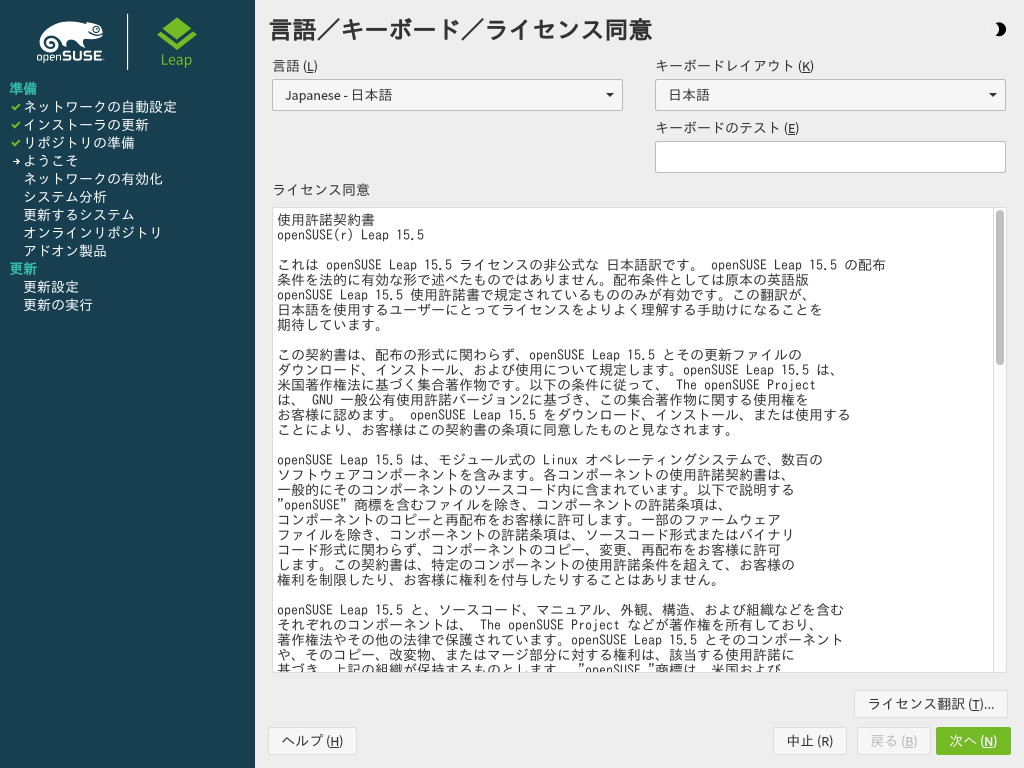 openSUSE
Leap
準備
ネットワークの自動設定
インストーラの更新
リポジトリの準備
ようこそ
ネットワークの有効化
システム分析
更新するシステム
オンラインリポジトリ
アドオン製品
更新
更新設定
更新の実行
言語／キーボード／ライセンス同意
言語 (L)
Japanese - 日本語
キーボードレイアウト (K)
日本語
キーボードのテスト (E)
ライセンス同意
使用許諾契約書
openSUSE(r) Leap 15.5
これは openSUSE Leap 15.5 ライセンスの非公式な 日本語訳です。 openSUSE Leap 15.5 の配布
条件を法的に有効な形で述べたものではありません。配布条件としては原本の英語版
openSUSE Leap 15.5 使用許諾書で規定されているもののみが有効です。この翻訳が、
日本語を使用するユーザーにとってライセンスをよりよく理解する手助けになることを
期待しています。
この契約書は、配布の形式に関わらず、openSUSE Leap 15.5 とその更新ファイルの
ダウンロード、インストール、および使用について規定します。openSUSE Leap 15.5 は、
米国著作権法に基づく集合著作物です。以下の条件に従って、 The openSUSE Project
は、 GNU 一般公有使用許諾バージョン2に基づき、この集合著作物に関する使用権を
お客様に認めます。 openSUSE Leap 15.5 をダウンロード、インストール、または使用する
ことにより、お客様はこの契約書の条項に同意したものと見なされます。
openSUSE Leap 15.5 は、モジュール式の Linux オペレーティングシステムで、数百の
ソフトウェアコンポーネントを含みます。各コンポーネントの使用許諾契約書は、
一般的にそのコンポーネントのソースコード内に含まれています。以下で説明する
”openSUSE” 商標を含むファイルを除き、コンポーネントの許諾条項は、
コンポーネントのコピーと再配布をお客様に許可します。一部のファームウェア
ファイルを除き、コンポーネントの許諾条項は、ソースコード形式またはバイナリ
コード形式に関わらず、コンポーネントのコピー、変更、再配布をお客様に許可
します。この契約書は、特定のコンポーネントの使用許諾条件を超えて、お客様の
権利を制限したり、お客様に権利を付与したりすることはありません。
openSUSE Leap 15.5 と、ソースコード、マニュアル、外観、構造、および組織などを含む
それぞれのコンポーネントは、 The openSUSE Project などが著作権を所有しており、
著作権法やその他の法律で保護されています。openSUSE Leap 15.5 とそのコンポーネント
や、そのコピー、改変物、またはマージ部分に対する権利は、該当する使用許諾に
基づき、上記の組織が保持するものとします。 ”openSUSE ”商標は、米国および
ライセンス翻訳 (T)...
ヘルプ (H)
中止 (R)
戻る (B)
次へ (N)